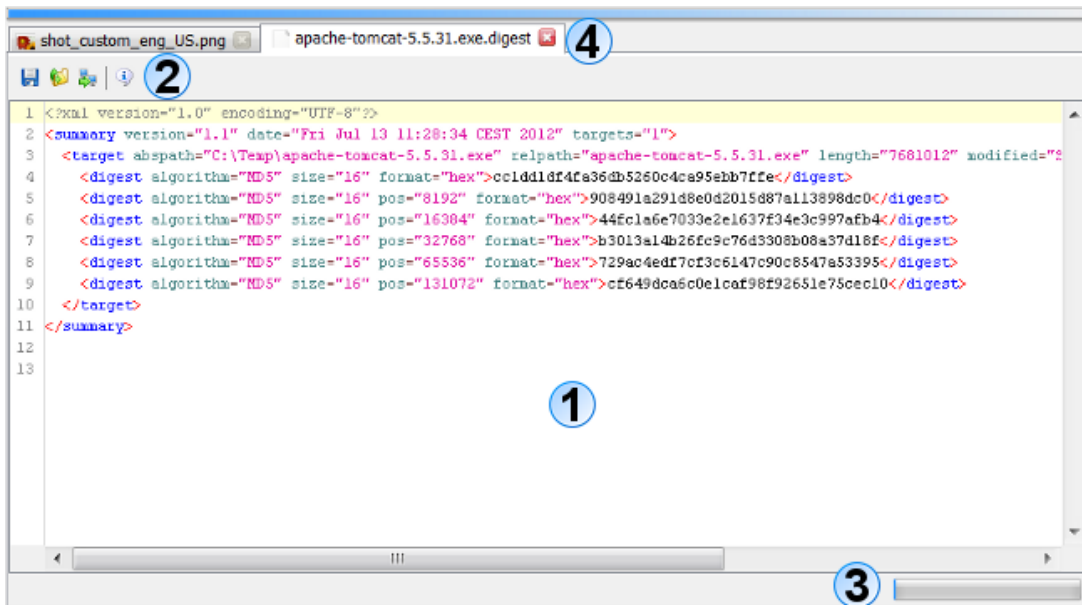 shot_custom_eng_US.png apache-tomcat-5.5.31.exe.digest 4
2
1 <?xml version="1.0" encoding="UTF-8"?>
2 <summary version="1.1" date="Fri Jul 13 11:28:34 CEST 2012" targets="1">
3 <target abspath="C:\Temp\apache-tomcat-5.5.31.exe" relpath="apache-tomcat-5.5.31.exe" length="7681012" modified="
4 <digest algorithm="MD5" size="16" format="hex">cc1dd1df4fa36db5260c4ca95ebb7ffe</digest>
5 <digest algorithm="MD5" size="16" pos="8192" format="hex">908491a291d8e0d2015d87a113898dc0</digest>
6 <digest algorithm="MD5" size="16" pos="16384" format="hex">44fc1a6e7033e2e1637f34e3c997afb4</digest>
7 <digest algorithm="MD5" size="16" pos="32768" format="hex">b3013a14b26fc9c76d3308b08a37d18f</digest>
8 <digest algorithm="MD5" size="16" pos="65536" format="hex">729ac4edf7cf3c6147c90c8547a53395</digest>
9 <digest algorithm="MD5" size="16" pos="131072" format="hex">cf649dca6c0e1caf98f92651e75cec10</digest>
10 </target>
11 </summary>
12
13
1
3